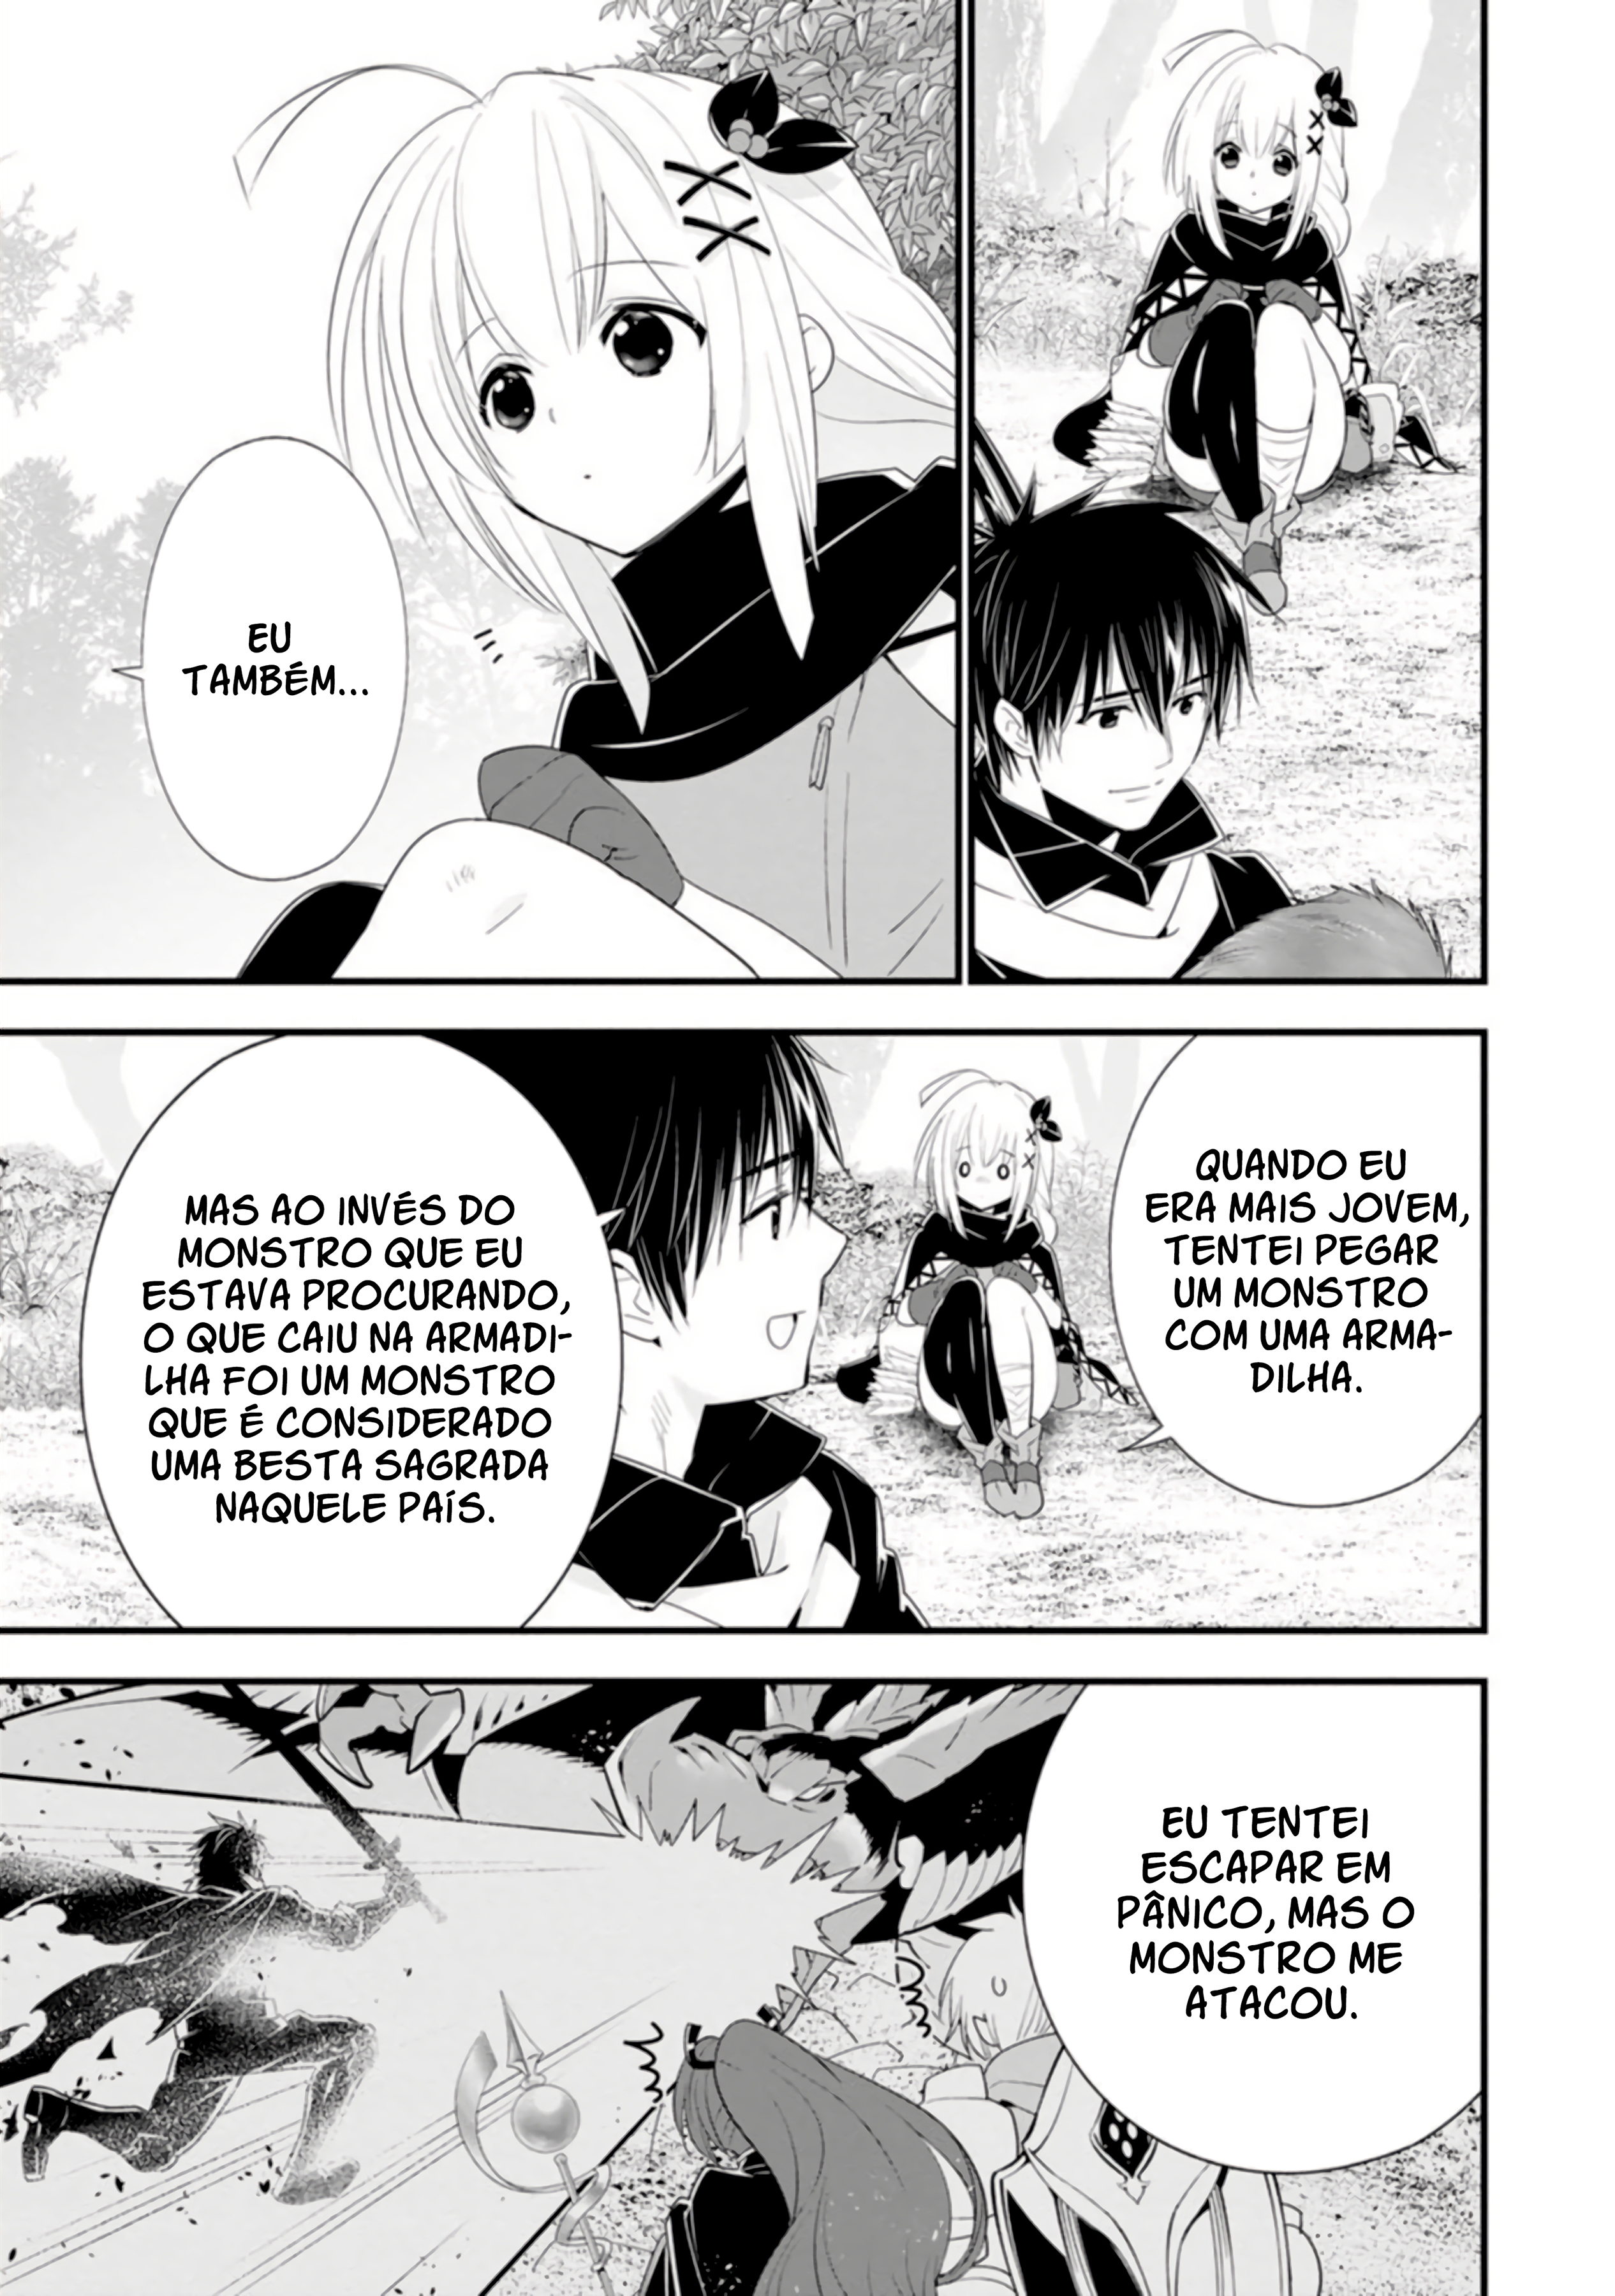 EU
TAMBÉM...
QUANDO EU
ERA MAIS JOVEM,
TENTEI PEGAR
UM MONSTRO
COM UMA ARMA-
DILHA.
MAS AO INVÉS DO
MONSTRO QUE EU
ESTAVA PROCURANDO,
O QUE CAIU NA ARMADI-
LHA FOI UM MONSTRO
QUE É CONSIDERADO
UMA BESTA SAGRADA
NAQUELE PAÍS.
EU TENTEI
ESCAPAR EM
PÂNICO, MAS O
MONSTRO ME
ATACOU.